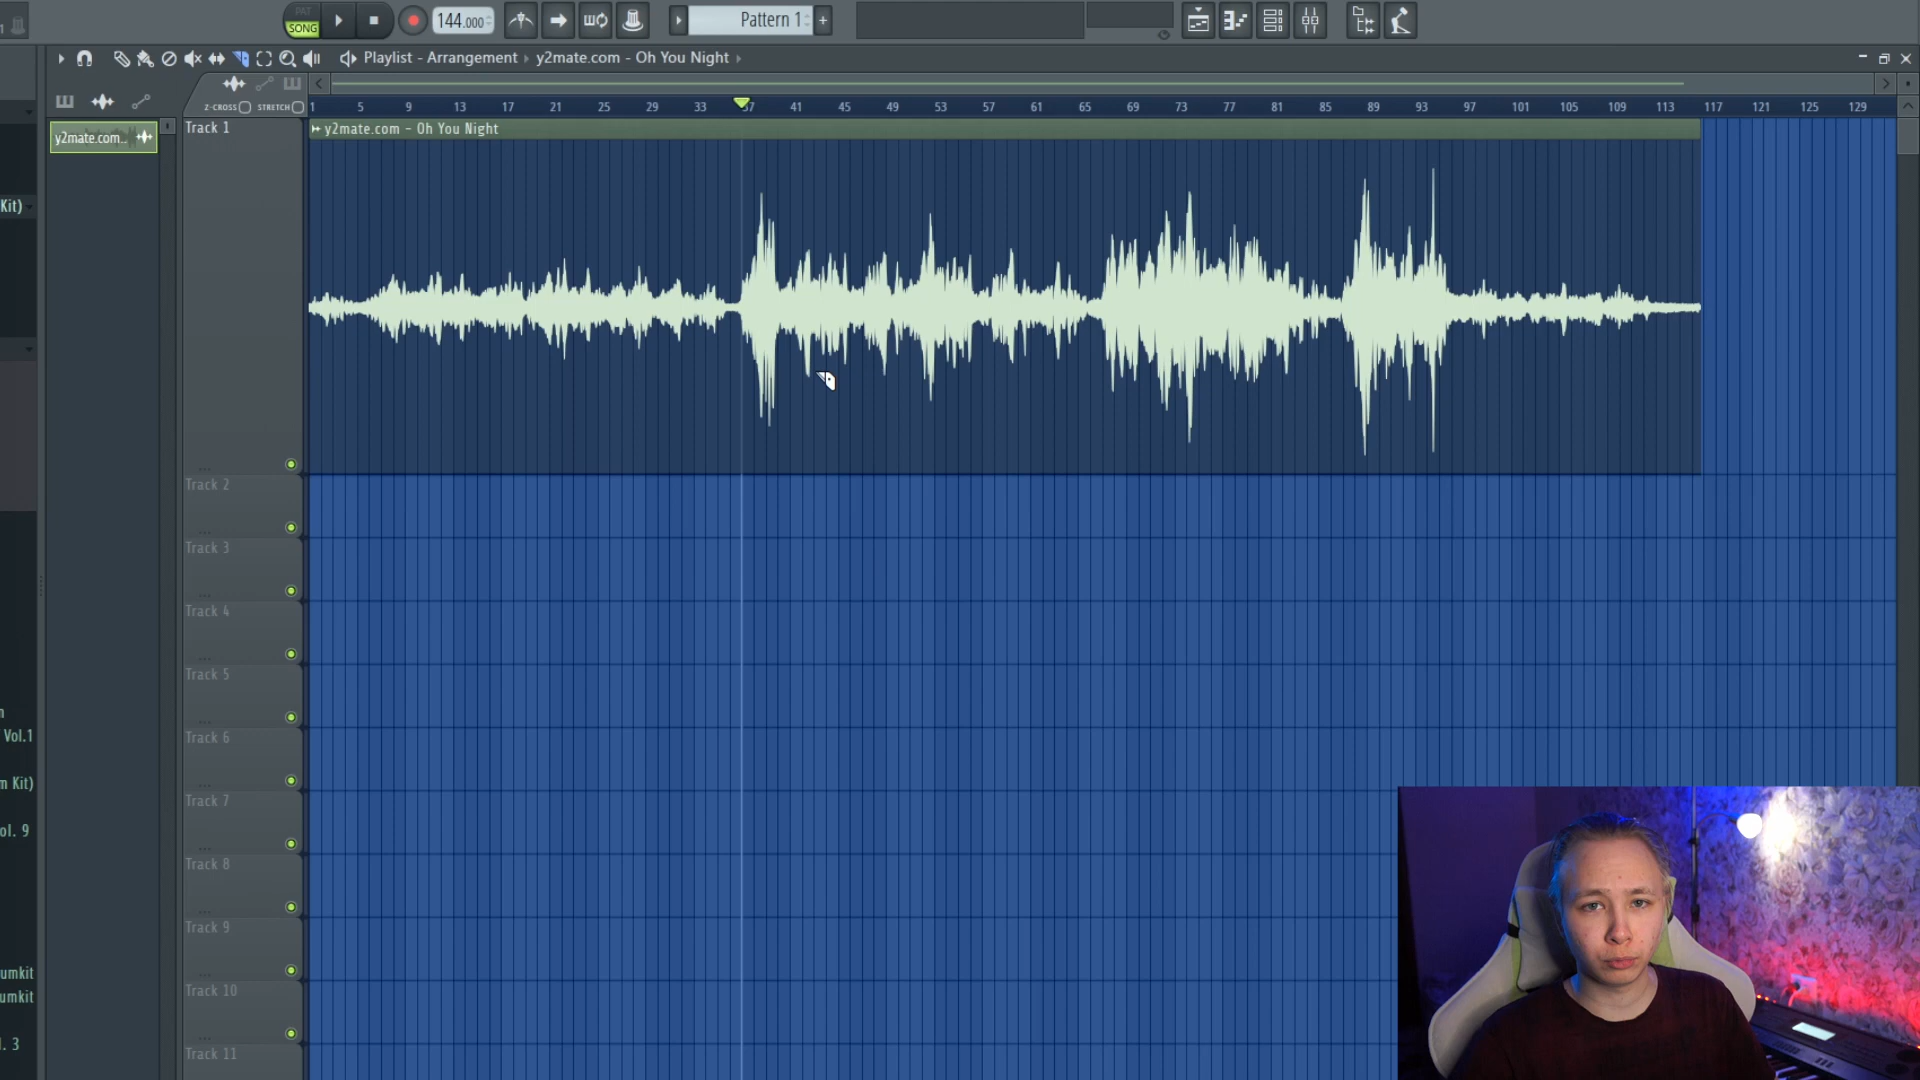 PAT
SONG
144.000
Pattern 1
+
Playlist - Arrangement › y2mate.com - Oh You Night ›
Z-CROSS STRETCH
1 5 9 13 17 21 25 29 33 37 41 45 49 53 57 61 65 69 73 77 81 85 89 93 97 101 105 109 113 117 121 125 129
y2mate.com..
Track 1
y2mate.com - Oh You Night
Kit)
Track 2
Track 3
Track 4
Track 5
Track 6
Track 7
Track 8
Track 9
Track 10
Track 11
n
Vol.1
m Kit)
ol. 9
umkit
umkit
l. 3